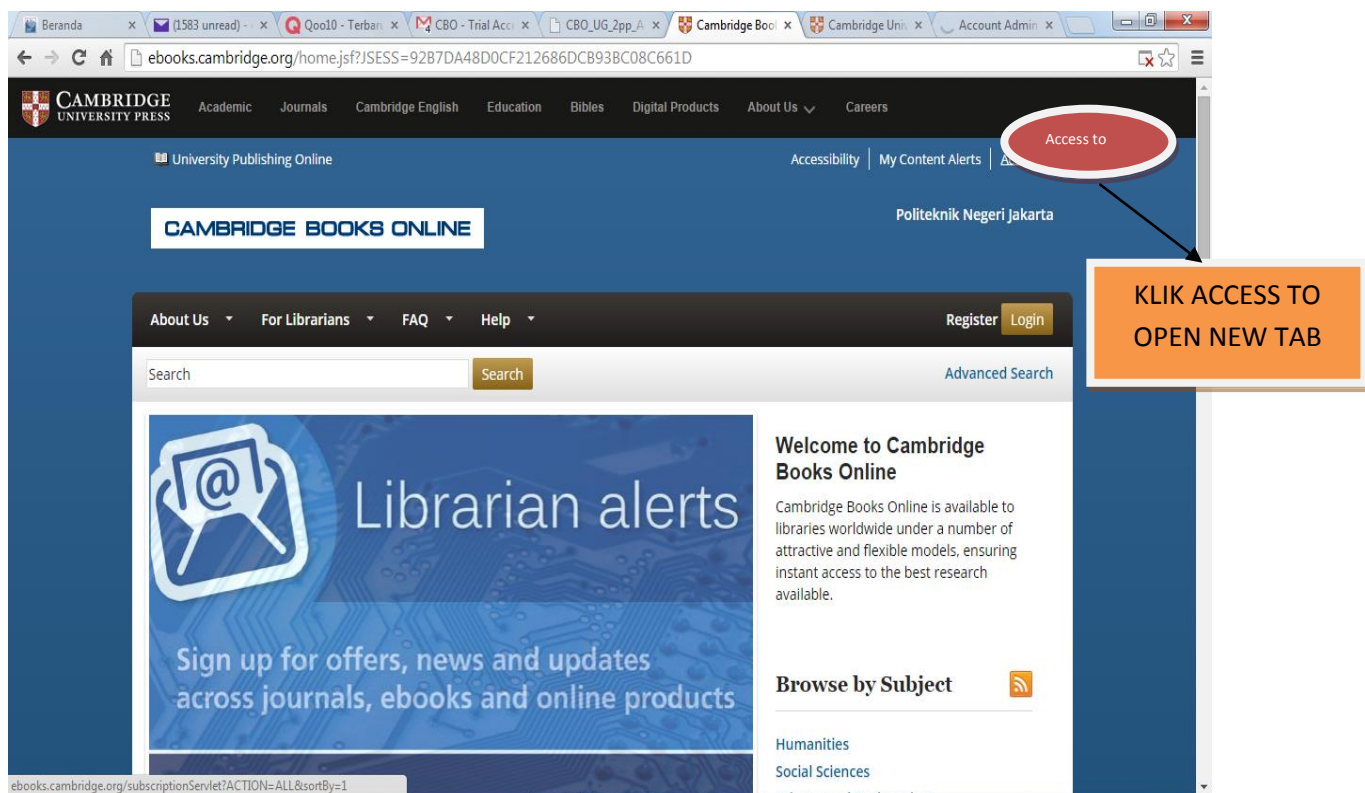 Beranda
(1583 unread) -
Qoo10 - Terban
CBO - Trial Acc
CBO_UG_2pp_A
Cambridge Bool
Cambridge Univ
Account Admin
ebooks.cambridge.org/home.jsf?JSESS=92B7DA48D0CF212686DCB93BC08C661D
CAMBRIDGE
UNIVERSITY PRESS
Academic Journals Cambridge English Education Bibles Digital Products About Us Careers
Access to
University Publishing Online
Accessibility | My Content Alerts |
Politeknik Negeri Jakarta
CAMBRIDGE BOOKS ONLINE
KLIK ACCESS TO
OPEN NEW TAB
About Us For Librarians FAQ Help
Register Login
Search Search
Advanced Search
Librarian alerts
Sign up for offers, news and updates
across journals, ebooks and online products
Welcome to Cambridge
Books Online
Cambridge Books Online is available to
libraries worldwide under a number of
attractive and flexible models, ensuring
instant access to the best research
available.
Browse by Subject
Humanities
Social Sciences
ebooks.cambridge.org/subscriptionServlet?ACTION=ALL&sortBy=1